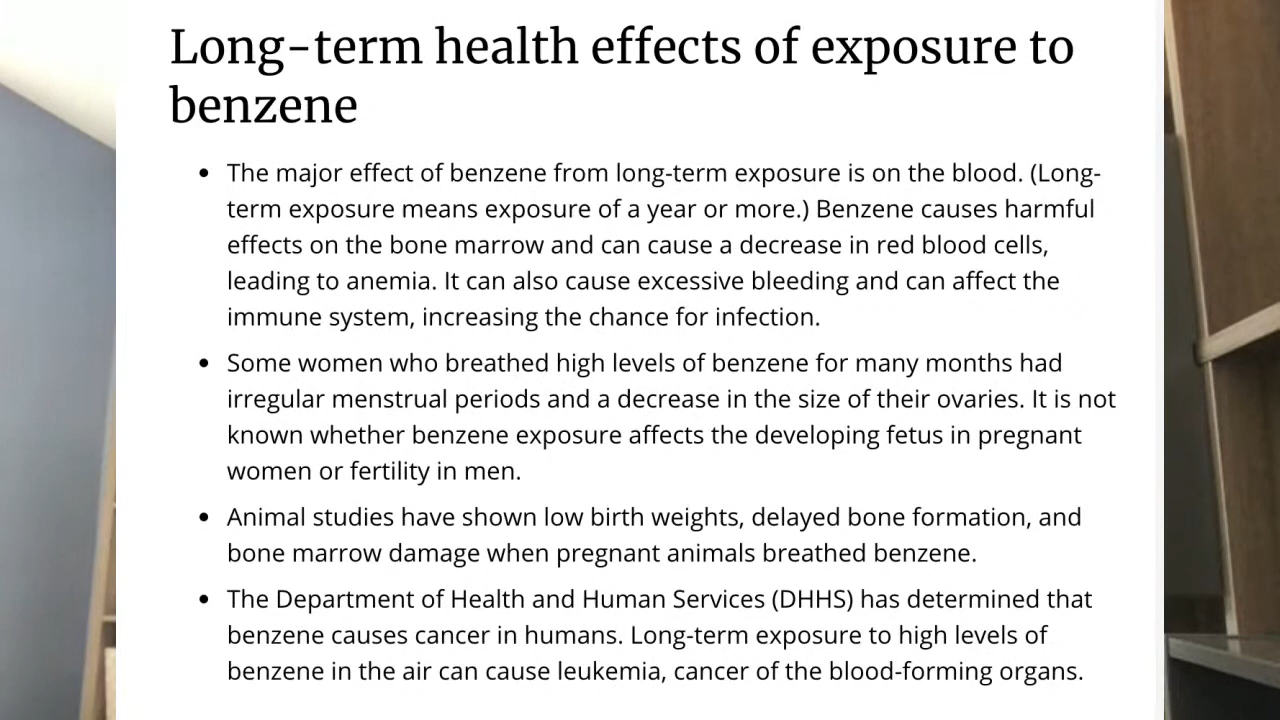 Long-term health effects of exposure to
benzene
• The major effect of benzene from long-term exposure is on the blood. (Long-
term exposure means exposure of a year or more.) Benzene causes harmful
effects on the bone marrow and can cause a decrease in red blood cells,
leading to anemia. It can also cause excessive bleeding and can affect the
immune system, increasing the chance for infection.
• Some women who breathed high levels of benzene for many months had
irregular menstrual periods and a decrease in the size of their ovaries. It is not
known whether benzene exposure affects the developing fetus in pregnant
women or fertility in men.
• Animal studies have shown low birth weights, delayed bone formation, and
bone marrow damage when pregnant animals breathed benzene.
• The Department of Health and Human Services (DHHS) has determined that
benzene causes cancer in humans. Long-term exposure to high levels of
benzene in the air can cause leukemia, cancer of the blood-forming organs.